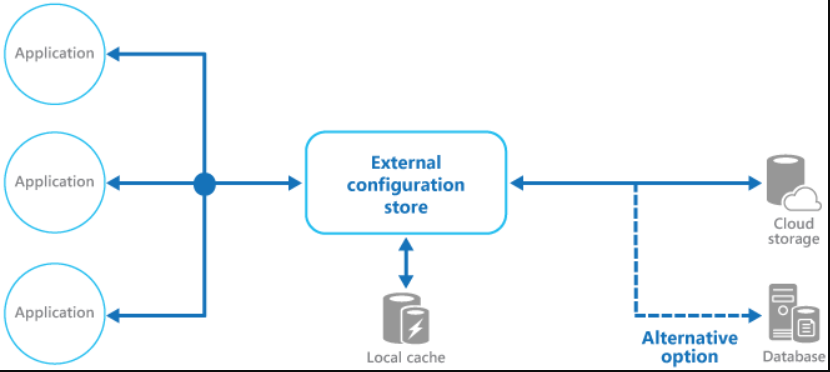 Application
Application
Application
External
configuration
store
Local cache
Cloud
storage
Alternative
option
Database